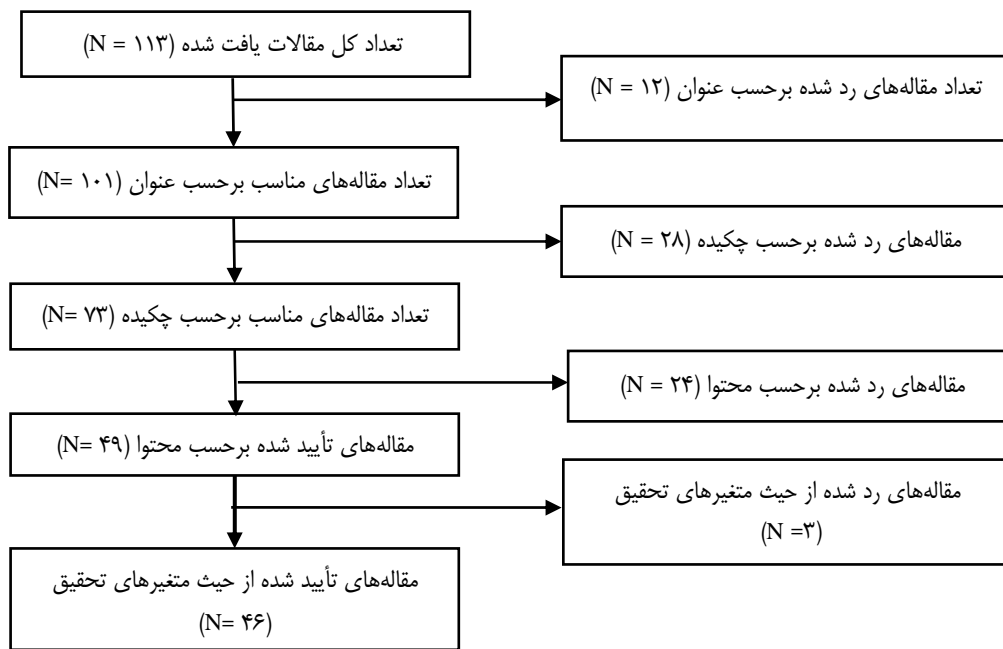 تعداد کل مقالات یافت شده (N = ۱۱۳)
تعداد مقاله‌های رد شده برحسب عنوان (N = ۱۲)
تعداد مقاله‌های مناسب برحسب عنوان (N= ۱۰۱)
مقاله‌های رد شده برحسب چکیده (N = ۲۸)
تعداد مقاله‌های مناسب برحسب چکیده (N= ۷۳)
مقاله‌های رد شده برحسب محتوا (N = ۲۴)
مقاله‌های تأیید شده برحسب محتوا (N= ۴۹)
مقاله‌های رد شده از حیث متغیرهای تحقیق
(N =۳)
مقاله‌های تأیید شده از حیث متغیرهای تحقیق
(N= ۴۶)